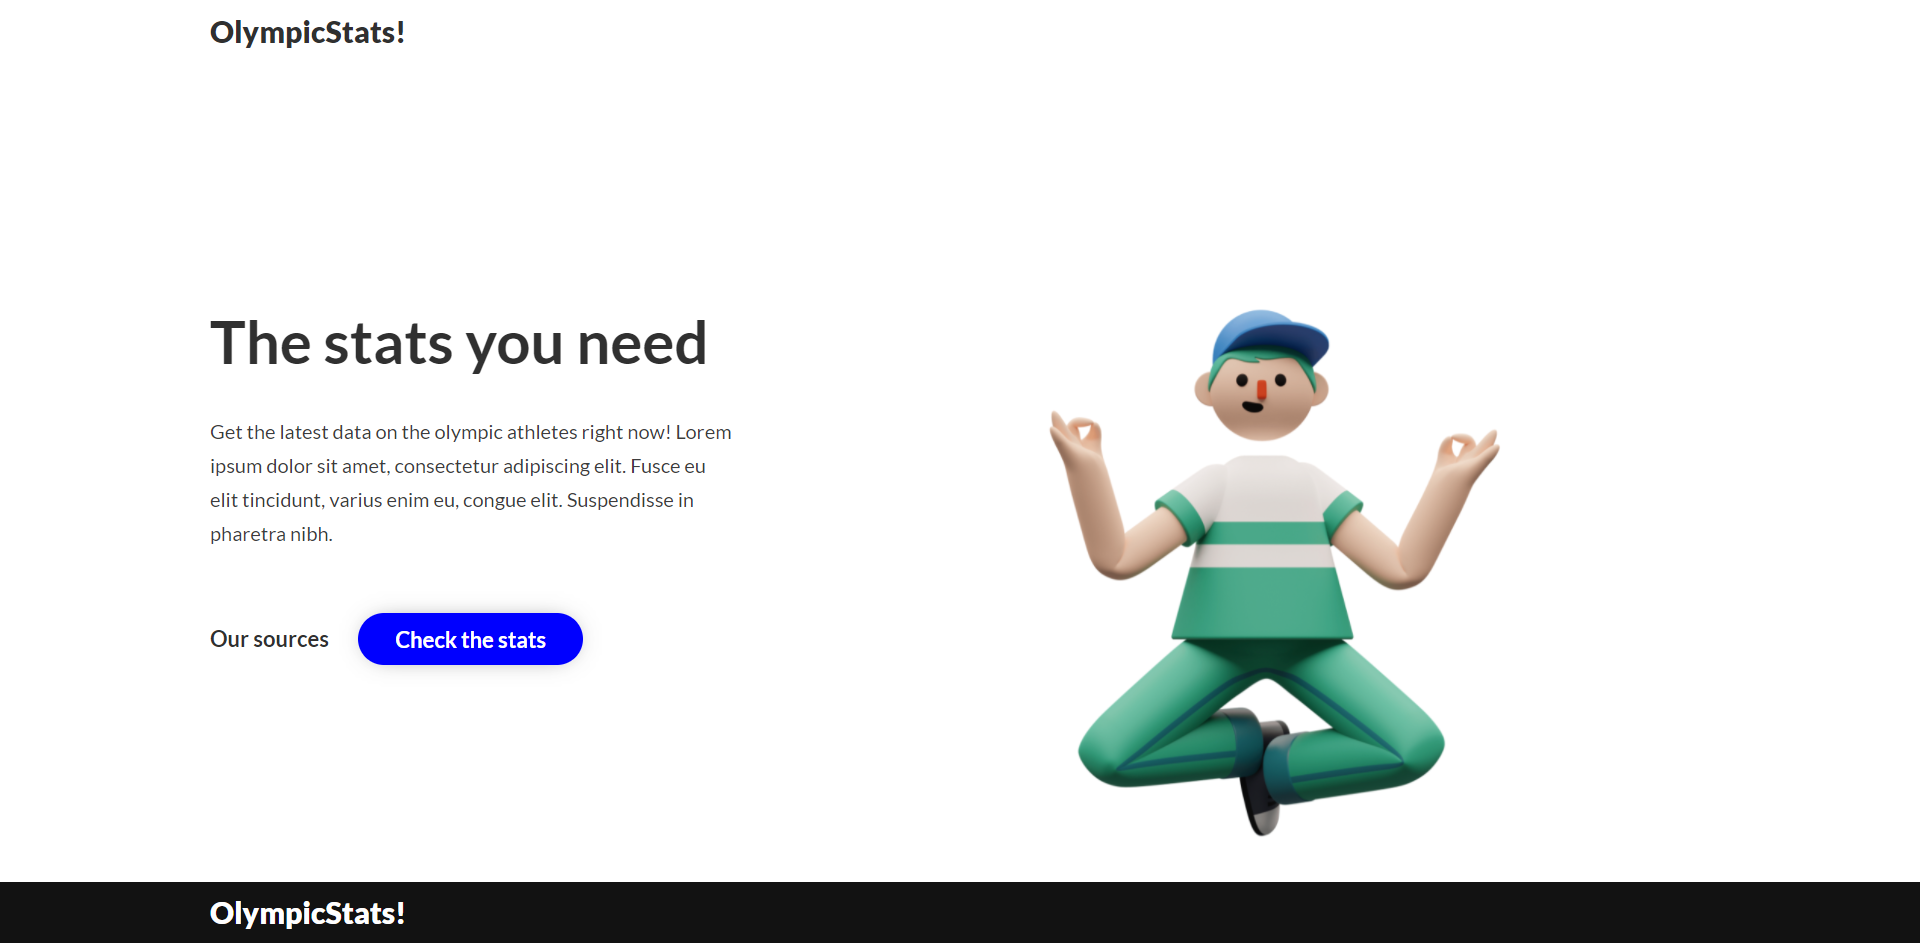 OlympicStats!
The stats you need
Get the latest data on the olympic athletes right now! Lorem
ipsum dolor sit amet, consectetur adipiscing elit. Fusce eu
elit tincidunt, varius enim eu, congue elit. Suspendisse in
pharetra nibh.
Our sources Check the stats
OlympicStats!